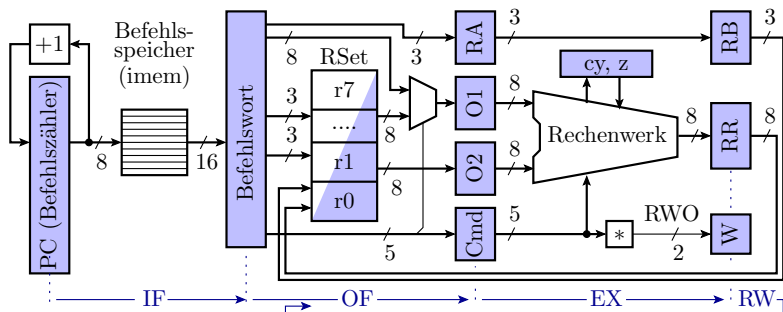 Befehls-
speicher
(imem)
+1
PC (Befehlszähler)
8
16
Befehlswort
8
3
RSet
3
3
r7
....
r1
r0
8
8
5
RA
3
O1
8
O2
8
Cmd
5
cy, z
Rechenwerk
8
*
RWO
2
RB
3
RR
8
W
IF
OF
EX
RW